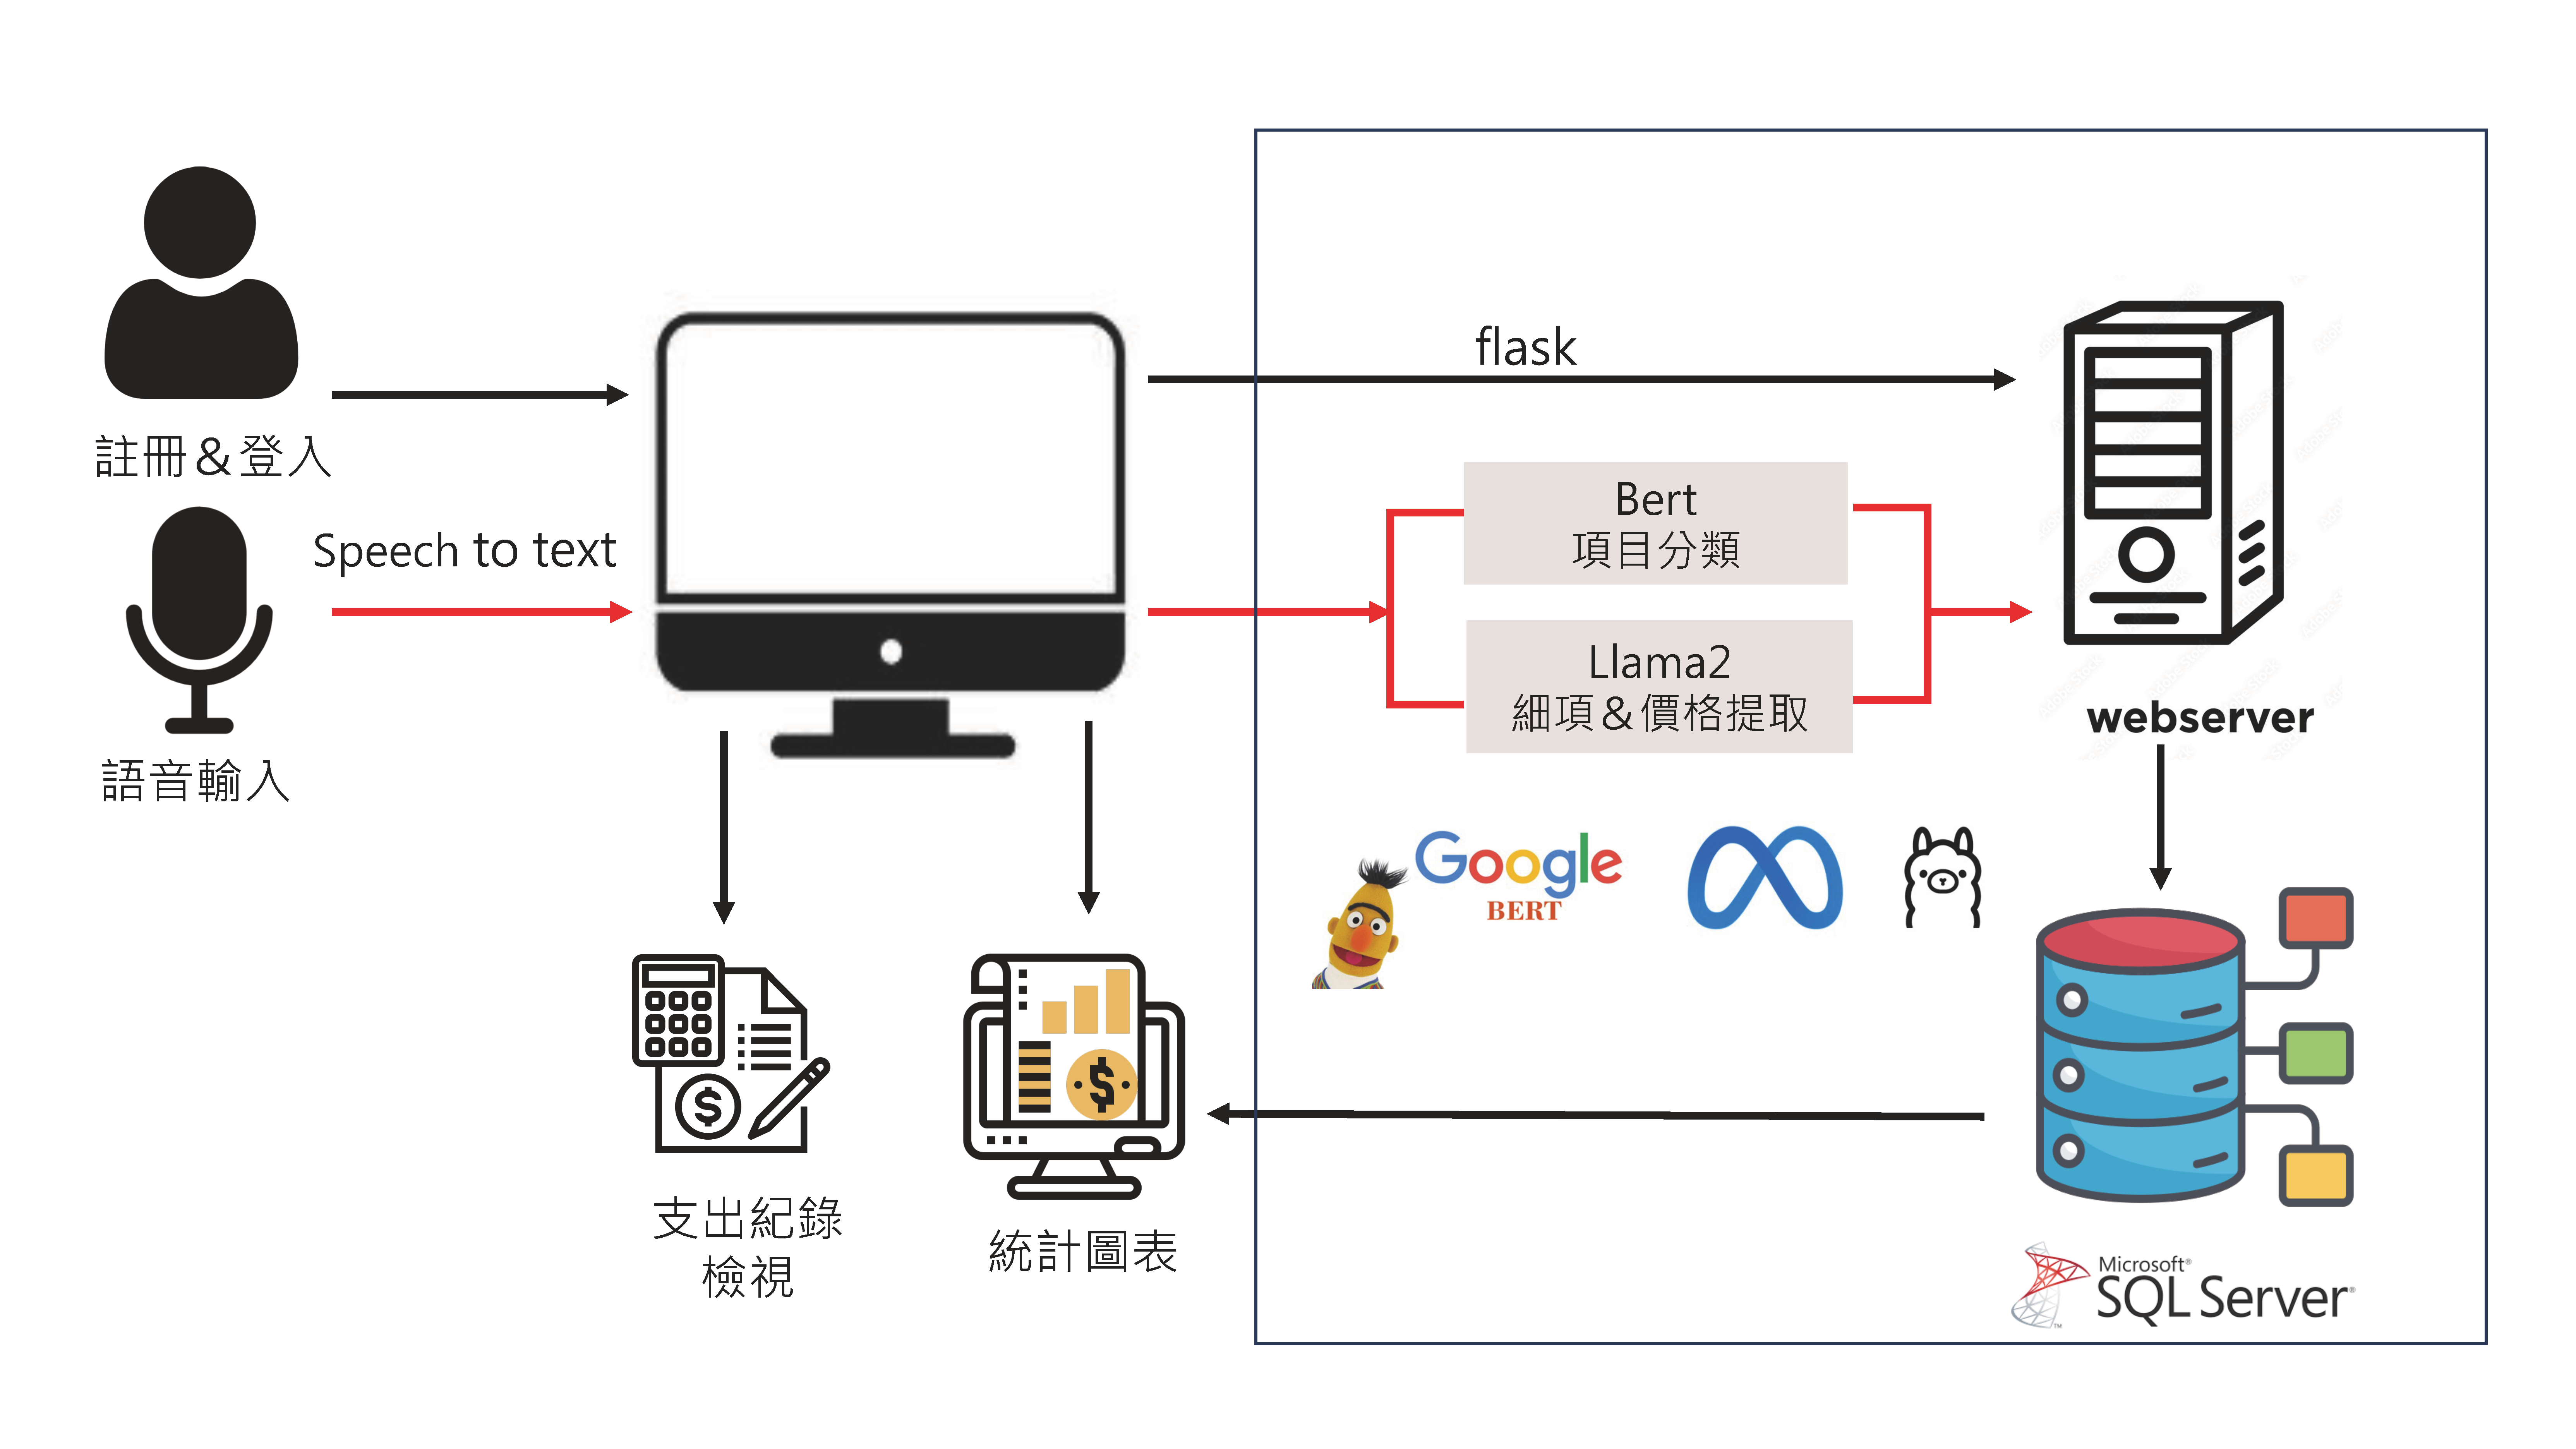 註冊＆登入
Speech to text
語音輸入
flask
Bert
項目分類
Llama2
細項＆價格提取
webserver
Google
BERT
支出紀錄
檢視
統計圖表
Microsoft®
SQL Server®